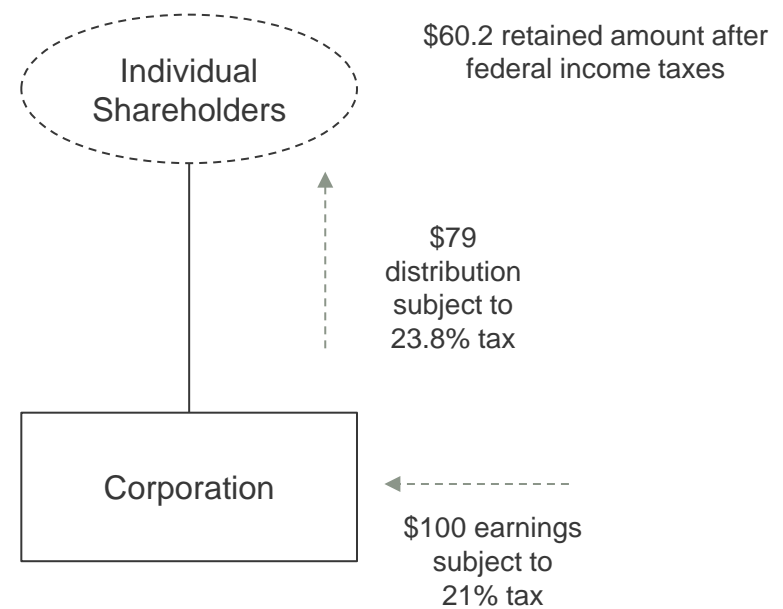 Individual
Shareholders
$60.2 retained amount after
federal income taxes
$79
distribution
subject to
23.8% tax
Corporation
$100 earnings
subject to
21% tax